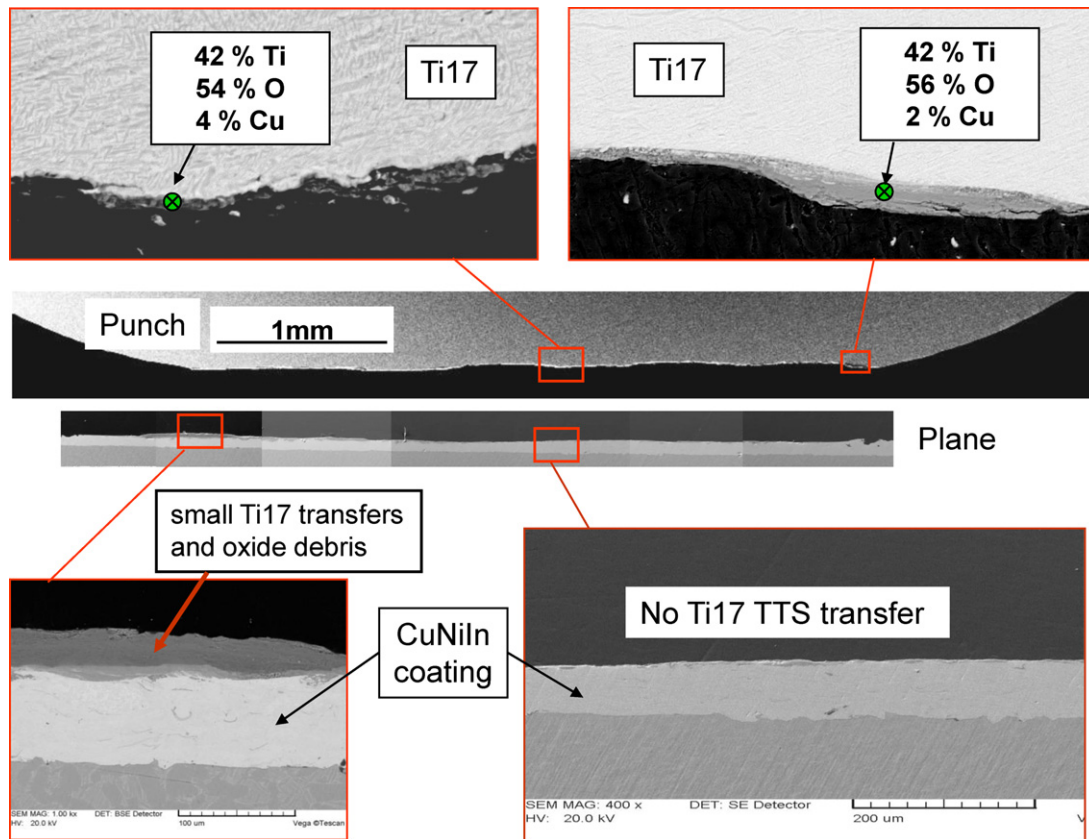 42 % Ti
54 % O
4 % Cu
Ti17
Ti17
42 % Ti
56 % O
2 % Cu
Punch
1mm
Plane
small Ti17 transfers
and oxide debris
CuNiIn
coating
No Ti17 TTS transfer
SEM MAG: 1.00 kx DET: BSE Detector
HV: 20.0 kV 100 um Vega ©Tescan
SEM MAG: 400 x DET: SE Detector
HV: 20.0 kV 200 um V